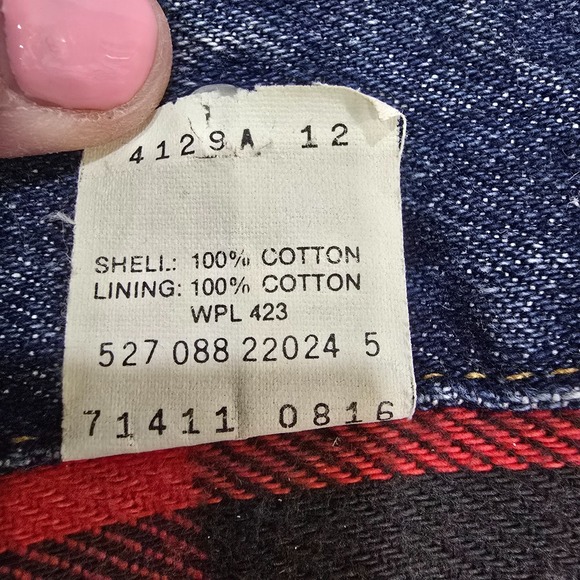 4129A 12
SHELL: 100% COTTON
LINING: 100% COTTON
WPL 423
527 088 22024 5
71411 0816